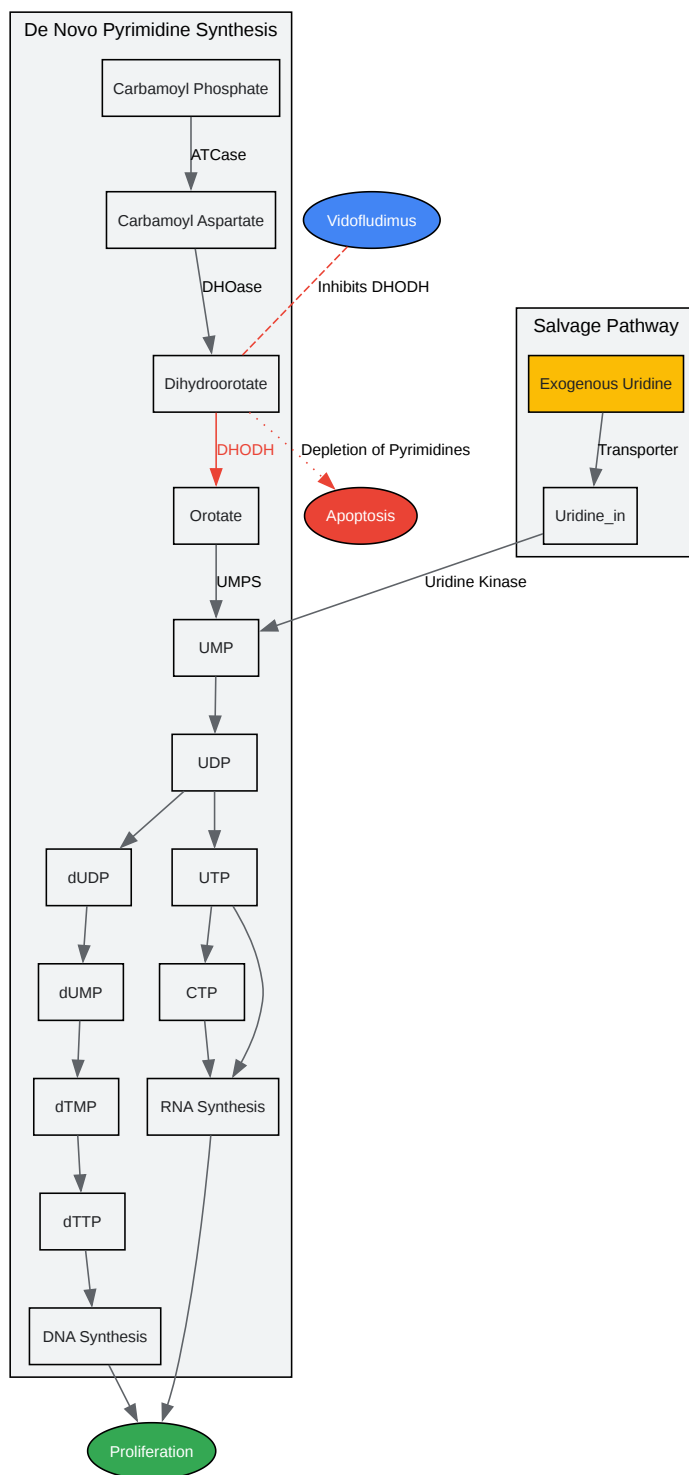 De Novo Pyrimidine Synthesis
Carbamoyl Phosphate
ATCase
Carbamoyl Aspartate
Vidofludimus
DHOase
Inhibits DHODH
Salvage Pathway
Dihydroorotate
Exogenous Uridine
DHODH
Depletion of Pyrimidines
Transporter
Orotate
Apoptosis
Uridine_in
UMPS
Uridine Kinase
UMP
UDP
dUDP
UTP
dUMP
CTP
dTMP
RNA Synthesis
dTTP
DNA Synthesis
Proliferation